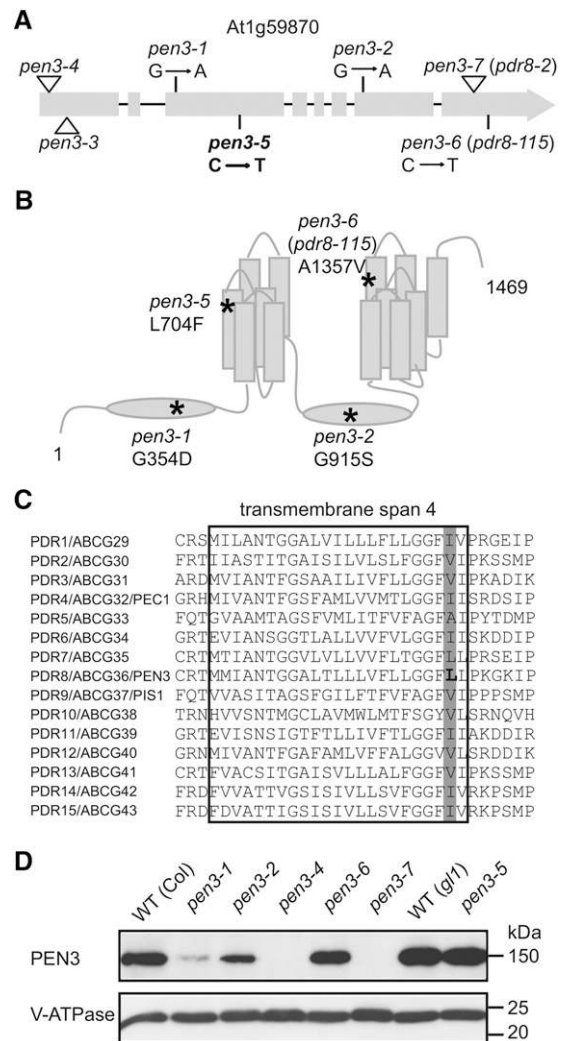 A
At1g59870
pen3-4
pen3-1
G → A
pen3-2
G → A
pen3-7 (pdr8-2)
pen3-3
pen3-5
C → T
pen3-6 (pdr8-115)
C → T
B
pen3-6
(pdr8-115)
A1357V
1469
pen3-5
L704F
1
pen3-1
G354D
pen3-2
G915S
C
transmembrane span 4
PDR1/ABCG29 CRSMILANTGGALVILLLFLLGGFIVPRGEIP
PDR2/ABCG30 FRTIIASTITGAISVLILSLFGGFVIPKSSMP
PDR3/ABCG31 ARDMVIANTFGSAAILIVFLLGGFVIPKADIK
PDR4/ABCG32/PEC1 GRHMIVANTFGSFAMLVVMTLGGFIISRDSIP
PDR5/ABCG33 FQTGVAAMTAGSFVMLITFVFAGFAIPYTDMP
PDR6/ABCG34 GRTEVIANSGGTLALLIVFVLGGFIISKDDIP
PDR7/ABCG35 CRTMMIANTGGVLVLLVVFLTGGFLLPRSEIP
PDR8/ABCG36/PEN3 CRTMMIANTGGALTLLLVFLLGGFLLPKGKIP
PDR9/ABCG37/PIS1 FQTVVASITAGSFGILFTFVFAGFVIPPPSMP
PDR10/ABCG38 TRNHVVSNTMGCLAVMWLMTFSGYVLSRNQVH
PDR11/ABCG39 GRTEVISNSIGTFTLLIVFTLGGFIIAKDDIR
PDR12/ABCG40 GRNMIVANTFGAFAMLVFFALGGVVLSRDDIK
PDR13/ABCG41 CRTFVACSITGAISVLLLALFGGFVIPKSSMP
PDR14/ABCG42 FRDFVVATTVGSISIVLLSVFGGFIVRKPSMP
PDR15/ABCG43 FRDFDVATTIGSISIVLLSVFGGFIVRKPSMP
D
WT (Col) pen3-1 pen3-2 pen3-4 pen3-6 pen3-7 WT (gl1) pen3-5
kDa
PEN3
150
V-ATPase
25
20